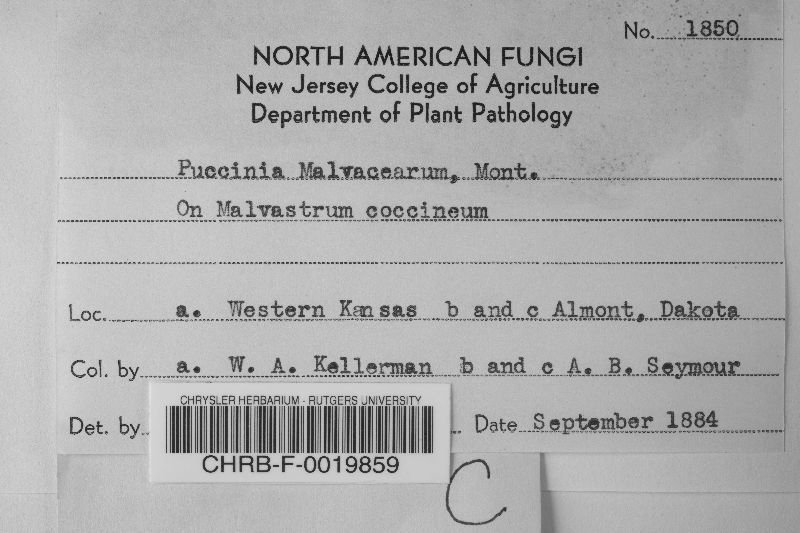 No. 1850
NORTH AMERICAN FUNGI
New Jersey College of Agriculture
Department of Plant Pathology
Puccinia Malvacearum, Mont.
On Malvastrum coccineum
Loc. a. Western Kansas b and c Almont, Dakota
Col. by a. W. A. Kellerman b and c A. B. Seymour
Det. by Date September 1884
CHRYSLER HERBARIUM - RUTGERS UNIVERSITY
CHRB-F-0019859
C